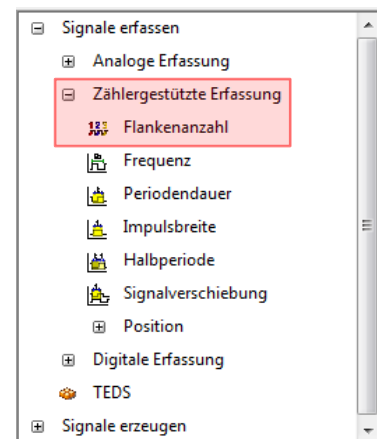 Signale erfassen
Analoge Erfassung
Zählergestützte Erfassung
Flankenanzahl
Frequenz
Periodendauer
Impulsbreite
Halbperiode
Signalverschiebung
Position
Digitale Erfassung
TEDS
Signale erzeugen